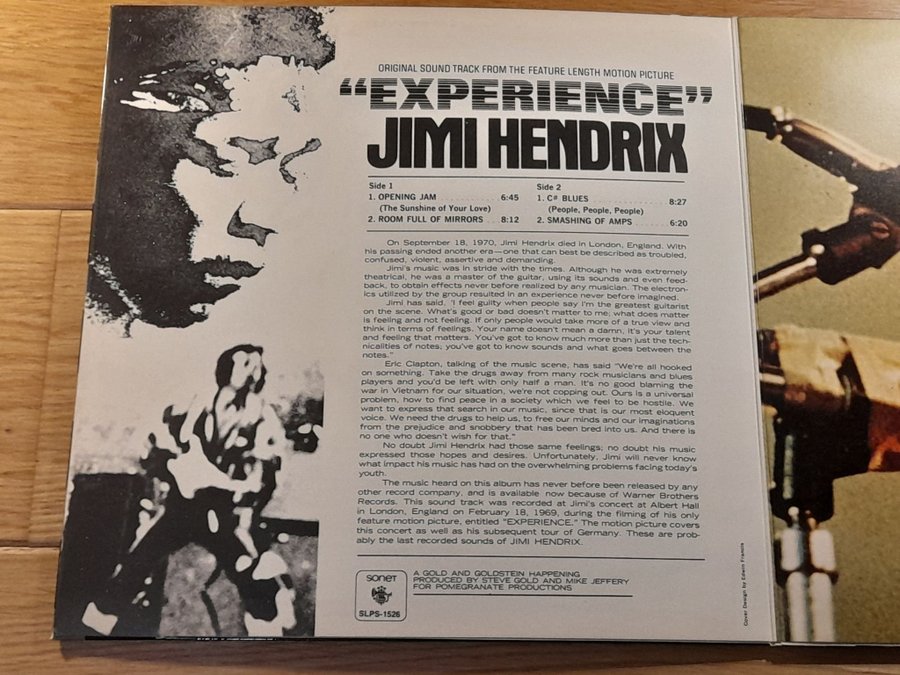 ORIGINAL SOUND TRACK FROM THE FEATURE LENGTH MOTION PICTURE
“EXPERIENCE”
JIMI HENDRIX
Side 1
1. OPENING JAM . . . . . . . . . . 6:45
(The Sunshine of Your Love)
2. ROOM FULL OF MIRRORS . . 8:12
Side 2
1. C# BLUES . . . . . . . . . . . . 8:27
(People, People, People)
2. SMASHING OF AMPS . . . . . . 6:20
On September 18, 1970, Jimi Hendrix died in London, England. With
his passing ended another era—one that can best be described as troubled,
confused, violent, assertive and demanding.
Jimi's music was in stride with the times. Although he was extremely
theatrical, he was a master of the guitar, using its sounds and even feed-
back, to obtain effects never before realized by any musician. The electron-
ics utilized by the group resulted in an experience never before imagined.
Jimi has said, 'I feel guilty when people say I'm the greatest guitarist
on the scene. What's good or bad doesn't matter to me; what does matter
is feeling and not feeling. If only people would take more of a true view and
think in terms of feelings. Your name doesn't mean a damn, it's your talent
and feeling that matters. You've got to know much more than just the tech-
nicalities of notes; you've got to know sounds and what goes between the
notes."
Eric Clapton, talking of the music scene, has said "We're all hooked
on something. Take the drugs away from many rock musicians and blues
players and you'd be left with only half a man. It's no good blaming the
war in Vietnam for our situation, we're not copping out. Ours is a universal
problem, how to find peace in a society which we feel to be hostile. We
want to express that search in our music, since that is our most eloquent
voice. We need the drugs to help us, to free our minds and our imaginations
from the prejudice and snobbery that has been bred into us. And there is
no one who doesn't wish for that."
No doubt Jimi Hendrix had those same feelings; no doubt his music
expressed those hopes and desires. Unfortunately, Jimi will never know
what impact his music has had on the overwhelming problems facing today's
youth.
The music heard on this album has never before been released by any
other record company, and is available now because of Warner Brothers
Records. This sound track was recorded at Jimi's concert at Albert Hall
in London, England on February 18, 1969, during the filming of his only
feature motion picture, entitled "EXPERIENCE." The motion picture covers
this concert as well as his subsequent tour of Germany. These are prob-
ably the last recorded sounds of JIMI HENDRIX.
sonet
SLPS-1526
A GOLD AND GOLDSTEIN HAPPENING
PRODUCED BY STEVE GOLD AND MIKE JEFFERY
FOR POMEGRANATE PRODUCTIONS
Cover Design by Edwin Francis